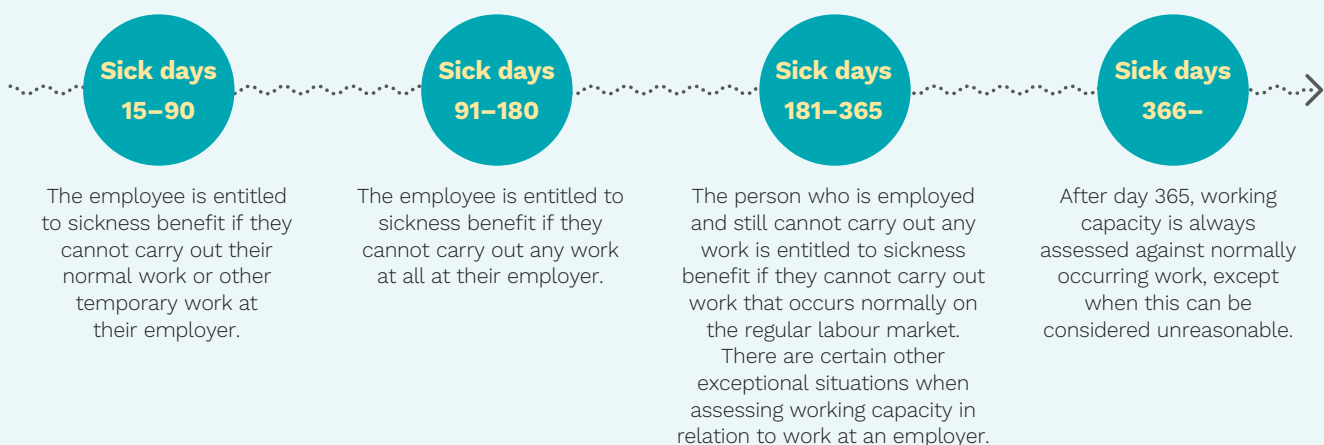 Sick days
15–90
The employee is entitled
to sickness benefit if they
cannot carry out their
normal work or other
temporary work at
their employer.
Sick days
91–180
The employee is entitled to
sickness benefit if they
cannot carry out any work
at all at their employer.
Sick days
181–365
The person who is employed
and still cannot carry out any
work is entitled to sickness
benefit if they cannot carry out
work that occurs normally on
the regular labour market.
There are certain other
exceptional situations when
assessing working capacity in
relation to work at an employer.
Sick days
366–
After day 365, working
capacity is always
assessed against normally
occurring work, except
when this can be
considered unreasonable.